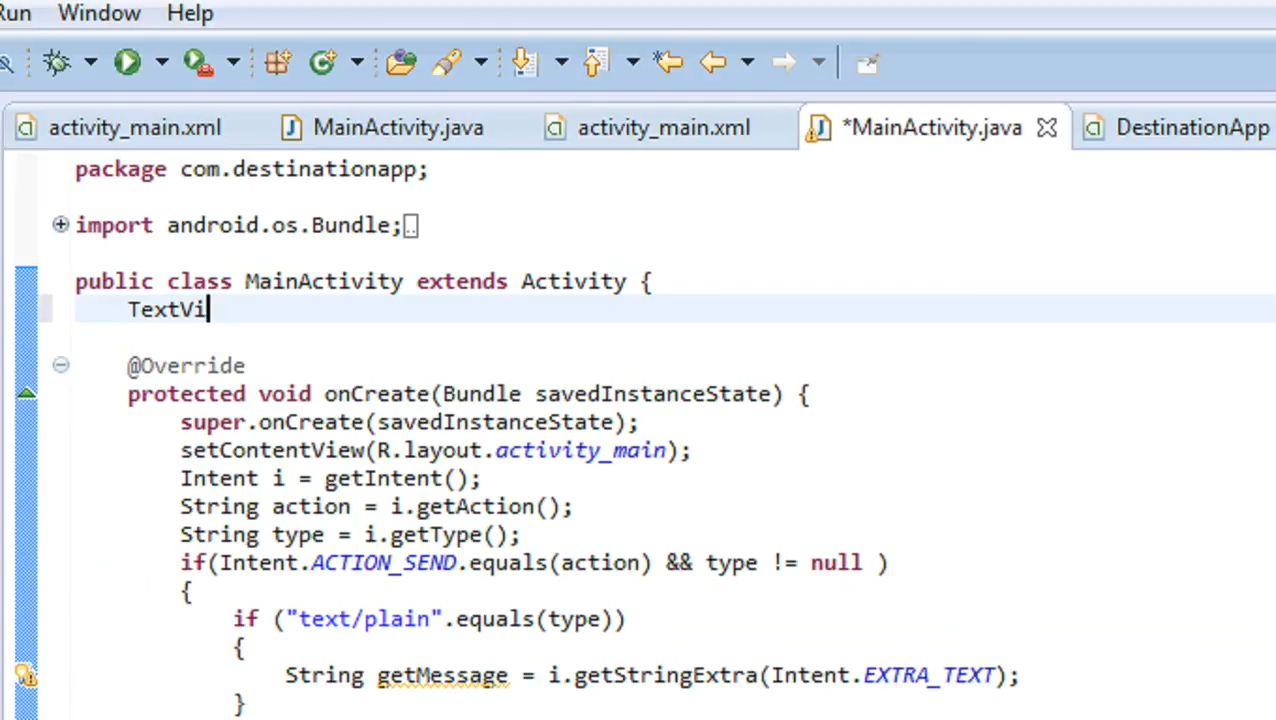 Run Window Help
activity_main.xml MainActivity.java activity_main.xml *MainActivity.java DestinationApp
package com.destinationapp;
import android.os.Bundle;
public class MainActivity extends Activity {
TextVi
@Override
protected void onCreate(Bundle savedInstanceState) {
super.onCreate(savedInstanceState);
setContentView(R.layout.activity_main);
Intent i = getIntent();
String action = i.getAction();
String type = i.getType();
if(Intent.ACTION_SEND.equals(action) && type != null )
{
if ("text/plain".equals(type))
{
String getMessage = i.getStringExtra(Intent.EXTRA_TEXT);
}